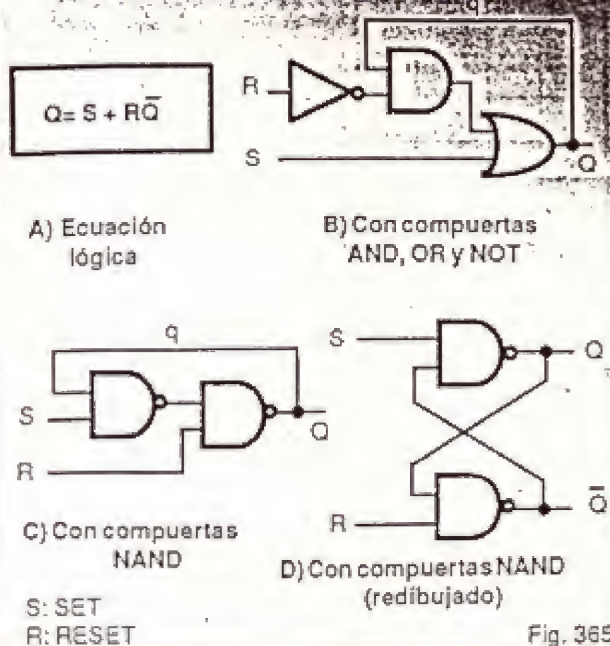 Q= S + RQ̅
q
R
S
Q
A) Ecuación
lógica
B) Con compuertas
AND, OR y NOT
q
S
R
Q
C) Con compuertas
NAND
S
Q
R
Q̅
D) Con compuertas NAND
(redibujado)
S: SET
R: RESET
Fig. 365